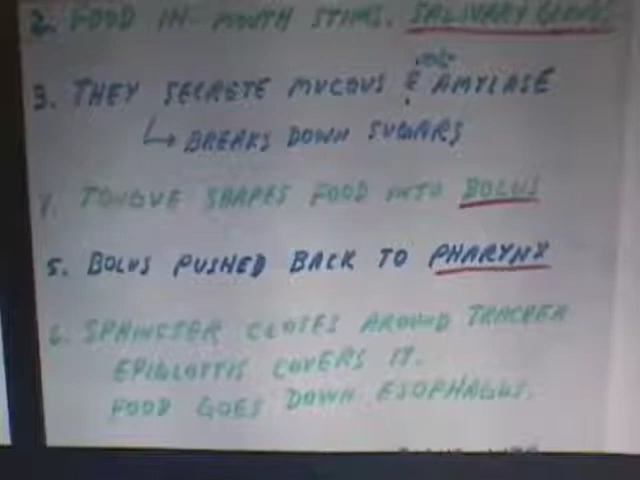 2. FOOD IN MOUTH STIMS. SALIVARY GLANDS.
3. THEY SECRETE MUCOUS & AMYLASE
↳ BREAKS DOWN SUGARS
TONGUE SHAPES FOOD INTO BOLUS
5. BOLUS PUSHED BACK TO PHARYNX
6. SPHINCTER CLOSES AROUND TRACHEA
EPIGLOTTIS COVERS IT.
FOOD GOES DOWN ESOPHAGUS.